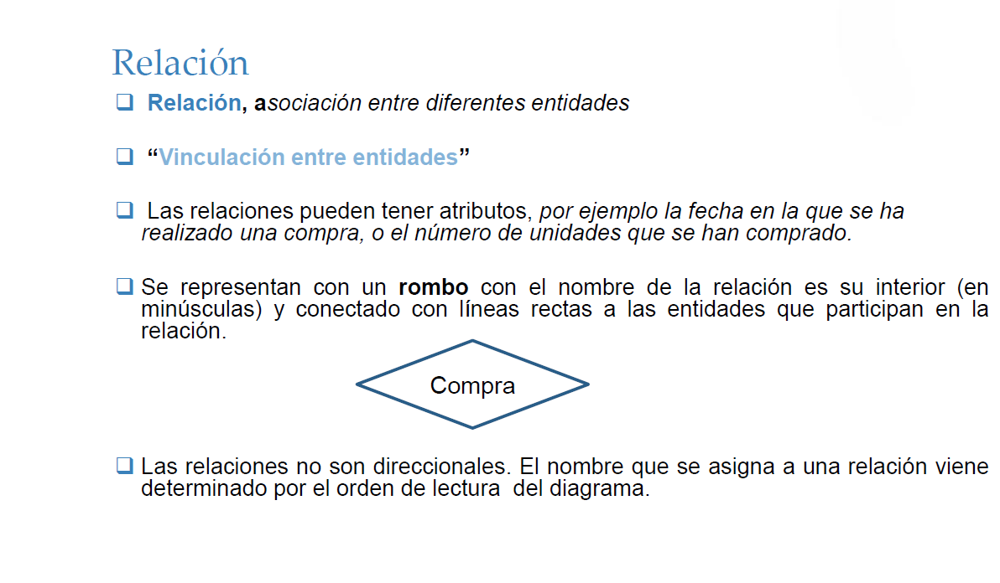 Relación
❑ Relación, asociación entre diferentes entidades
❑ “Vinculación entre entidades”
❑ Las relaciones pueden tener atributos, por ejemplo la fecha en la que se ha
realizado una compra, o el número de unidades que se han comprado.
❑ Se representan con un rombo con el nombre de la relación es su interior (en
minúsculas) y conectado con líneas rectas a las entidades que participan en la
relación.
Compra
❑ Las relaciones no son direccionales. El nombre que se asigna a una relación viene
determinado por el orden de lectura del diagrama.